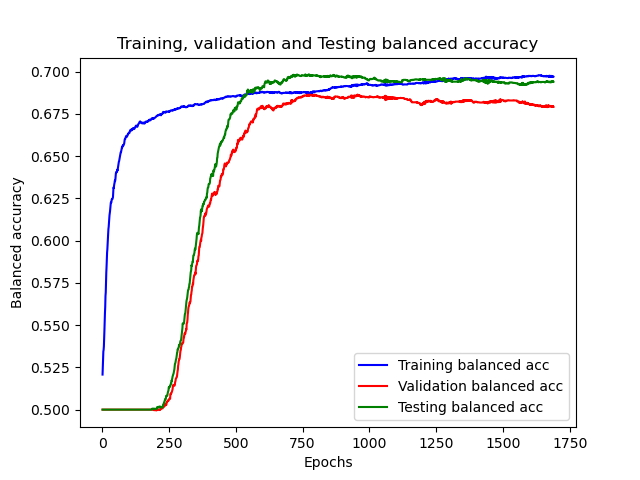 Training, validation and Testing balanced accuracy
Balanced accuracy
0.700
0.675
0.650
0.625
0.600
0.575
0.550
0.525
0.500
Training balanced acc
Validation balanced acc
Testing balanced acc
0 250 500 750 1000 1250 1500 1750
Epochs